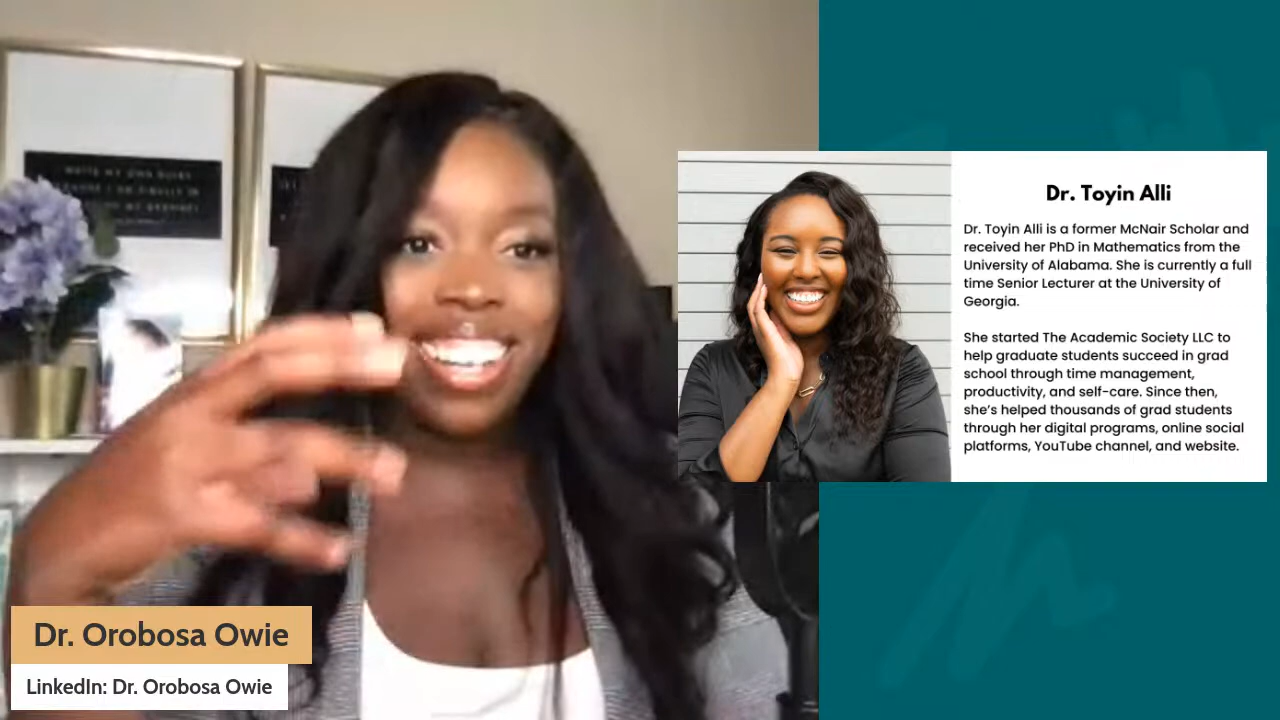 Dr. Orobosa Owie
LinkedIn: Dr. Orobosa Owie
Dr. Toyin Alli
Dr. Toyin Alli is a former McNair Scholar and
received her PhD in Mathematics from the
University of Alabama. She is currently a full
time Senior Lecturer at the University of
Georgia.
She started The Academic Society LLC to
help graduate students succeed in grad
school through time management,
productivity, and self-care. Since then,
she's helped thousands of grad students
through her digital programs, online social
platforms, YouTube channel, and website.